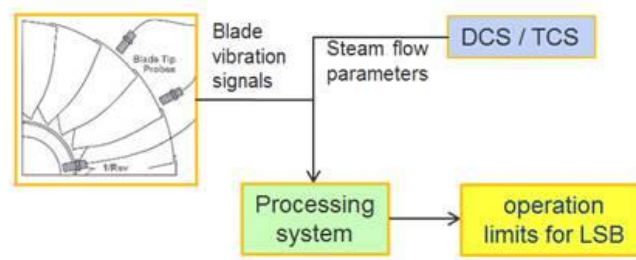 Blade Tip
Probes
1/Rev
Blade
vibration
signals
Steam flow
parameters
DCS / TCS
Processing
system
operation
limits for LSB